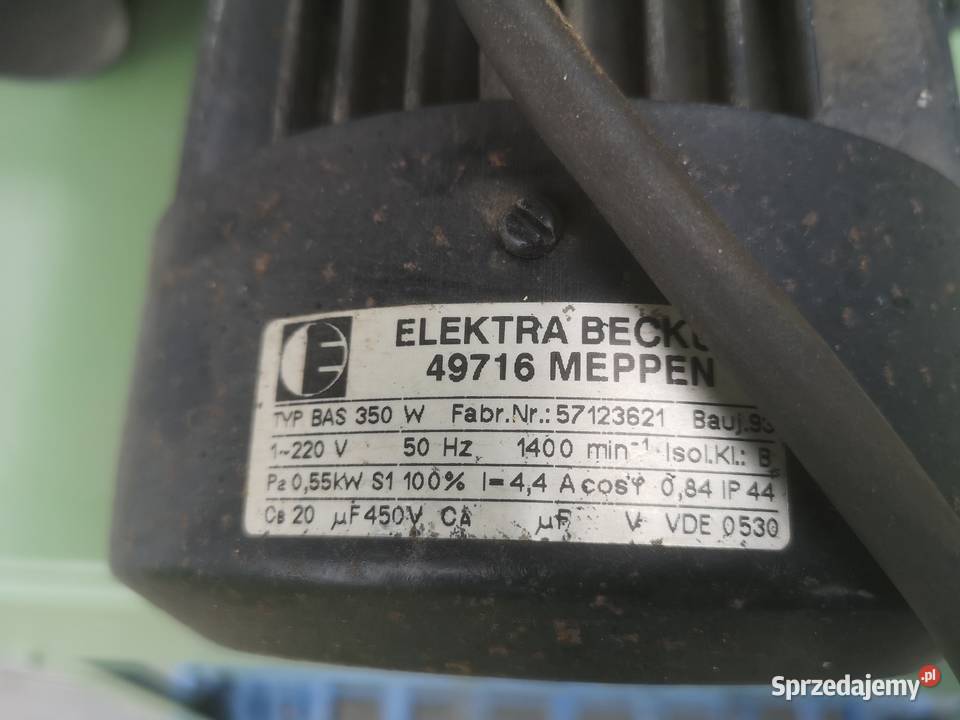 ELEKTRA BECK
49716 MEPPEN
TYP BAS 350 W Fabr.Nr.: 57123621 Bauj. 93
1~220 V 50 Hz 1400 min⁻¹ Isol.Kl.: B
P2 0,55kW S1 100% I=4,4 A cosφ 0,84 IP 44
CB 20 µF 450V CA µF V VDE 0530
Sprzedajemy.pl